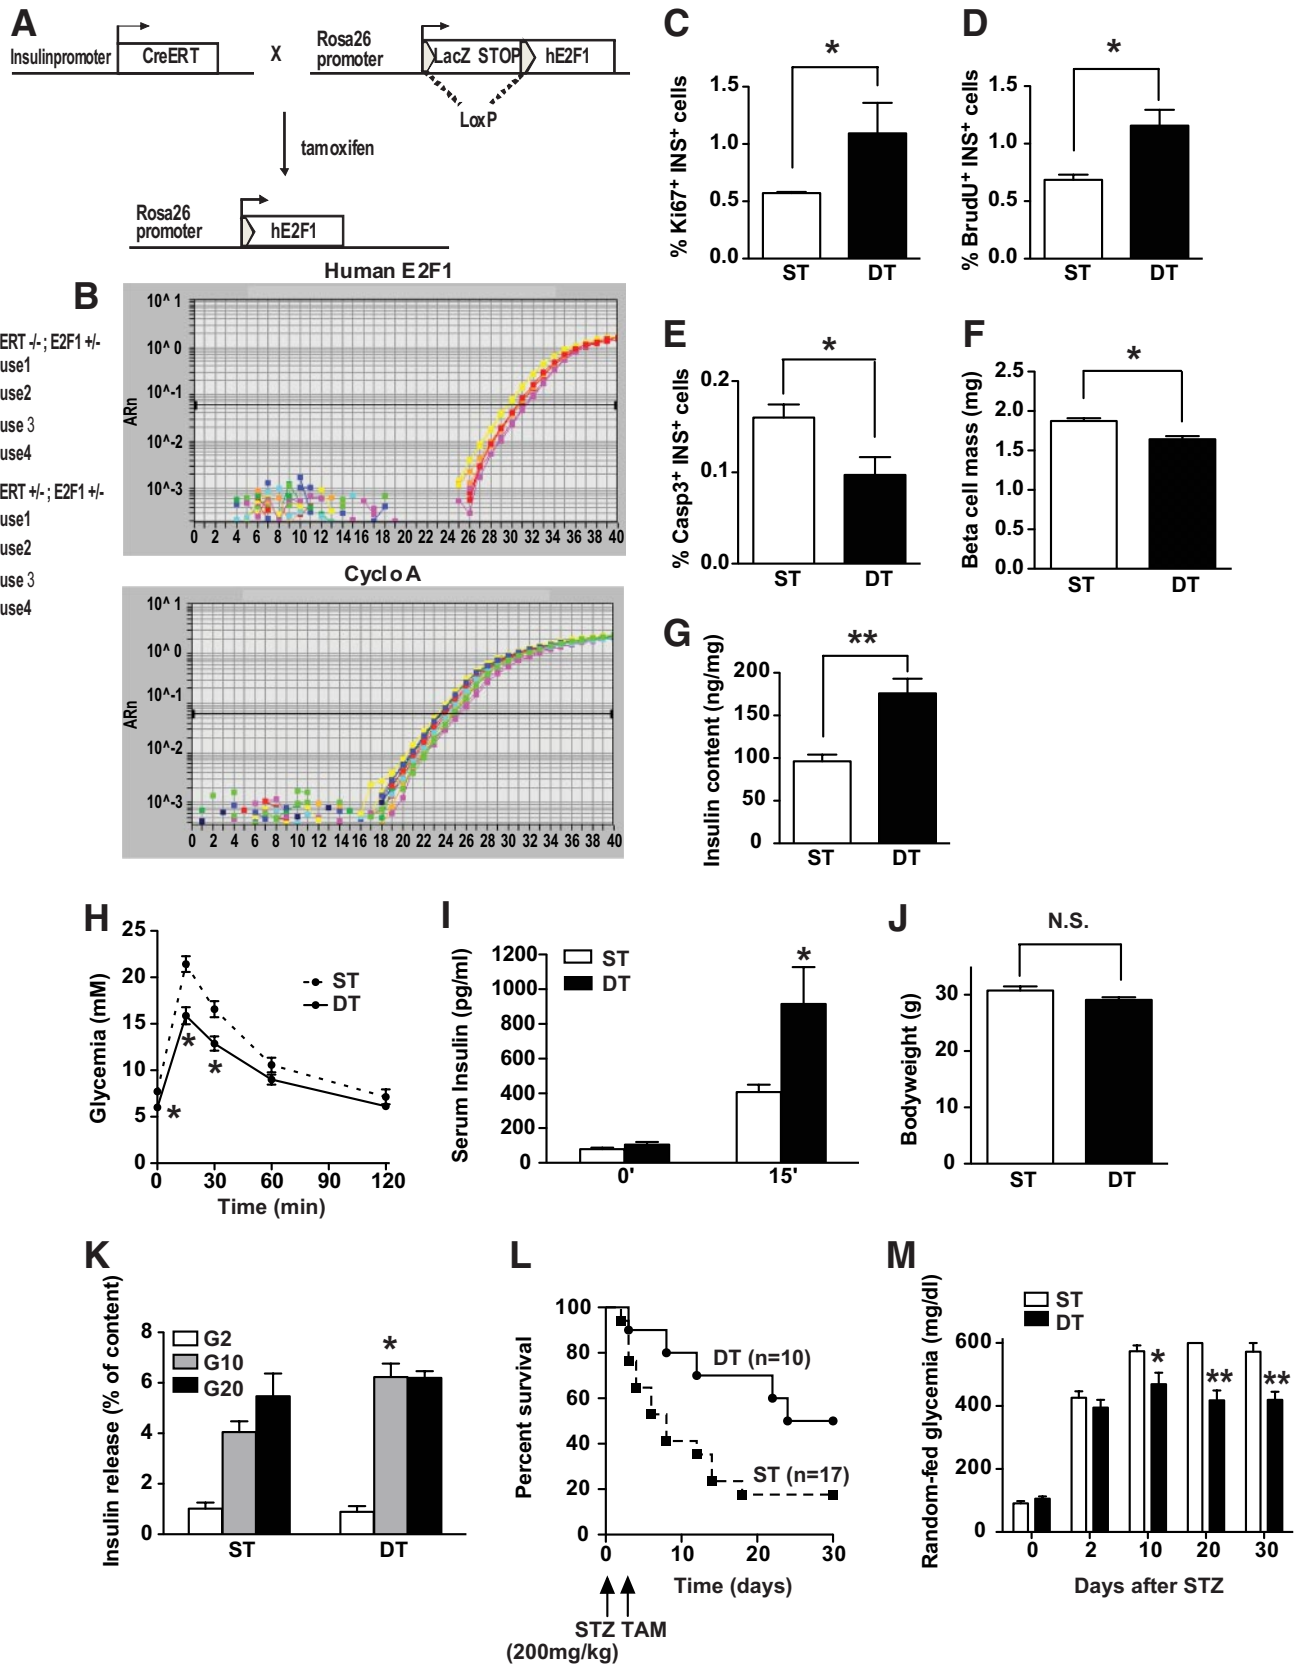 A
Insulinpromoter
CreERT
X
Rosa26
promoter
LacZ STOP
hE2F1
LoxP
tamoxifen
Rosa26
promoter
hE2F1
B
Human E2F1
ERT -/- ; E2F1 +/-
use1
use2
use 3
use4
ERT +/- ; E2F1 +/-
use1
use2
use 3
use4
ARn
10^ 1
10^ 0
10^-1
10^-2
10^-3
0 2 4 6 8 10 12 14 16 18 20 22 24 26 28 30 32 34 36 38 40
Cyclo A
ARn
10^ 1
10^ 0
10^-1
10^-2
10^-3
0 2 4 6 8 10 12 14 16 18 20 22 24 26 28 30 32 34 36 38 40
C
% Ki67+ INS+ cells
1.5
1.0
0.5
0.0
*
ST DT
D
% BrudU+ INS+ cells
1.5
1.0
0.5
0.0
*
ST DT
E
% Casp3+ INS+ cells
0.2
0.1
0.0
*
ST DT
F
Beta cell mass (mg)
2.5
2.0
1.5
1.0
0.5
0.0
*
ST DT
G
Insulin content (ng/mg)
200
150
100
50
0
**
ST DT
H
Glycemia (mM)
25
20
15
10
5
0
ST
DT
*
*
*
0 30 60 90 120
Time (min)
I
Serum Insulin (pg/ml)
1200
1000
800
600
400
200
0
ST
DT
*
0' 15'
J
N.S.
Bodyweight (g)
30
20
10
0
ST DT
K
Insulin release (% of content)
8
6
4
2
0
G2
G10
G20
*
ST DT
L
Percent survival
100
80
60
40
20
0
DT (n=10)
ST (n=17)
0 10 20 30
Time (days)
STZ TAM
(200mg/kg)
M
Random-fed glycemia (mg/dl)
600
400
200
0
ST
DT
*
**
**
0 2 10 20 30
Days after STZ